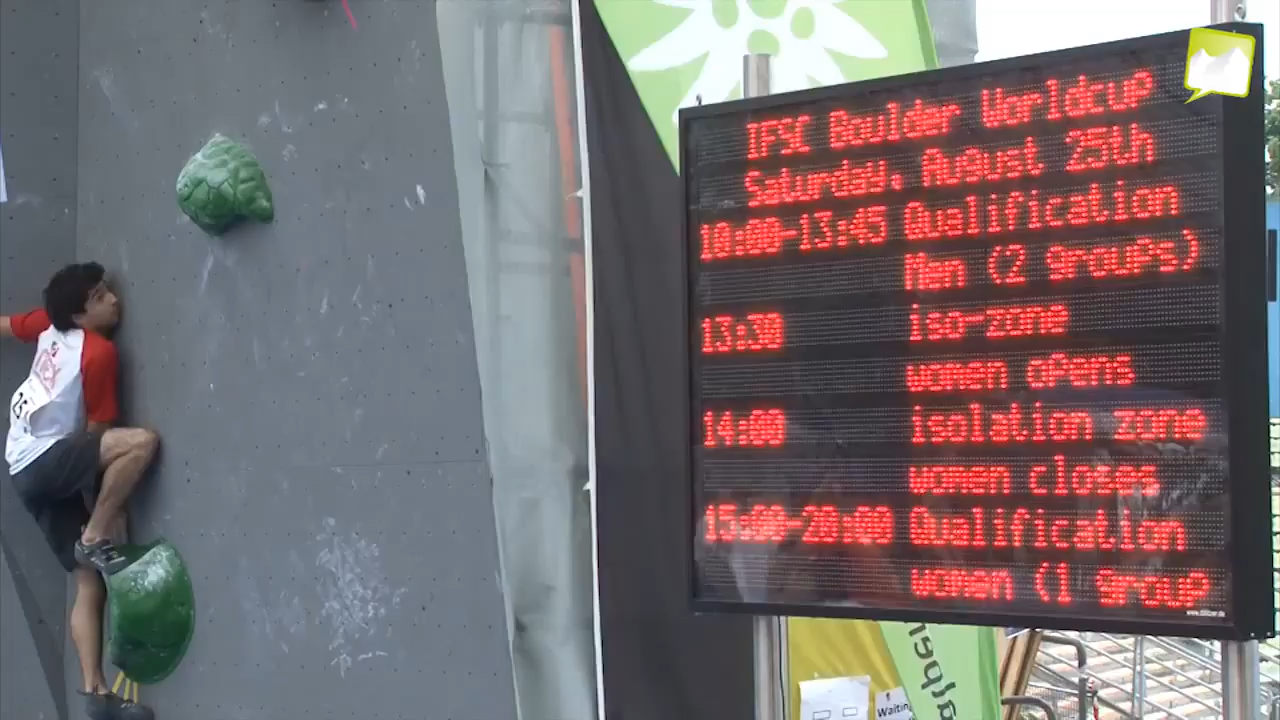 IFSC Boulder Worldcup
Saturday, August 25th
10:00-13:45 Qualification
Men (2 groups)
13:30 iso-zone
women opens
14:00 isolation zone
women closes
15:00-20:00 Qualification
women (1 group
Waiting